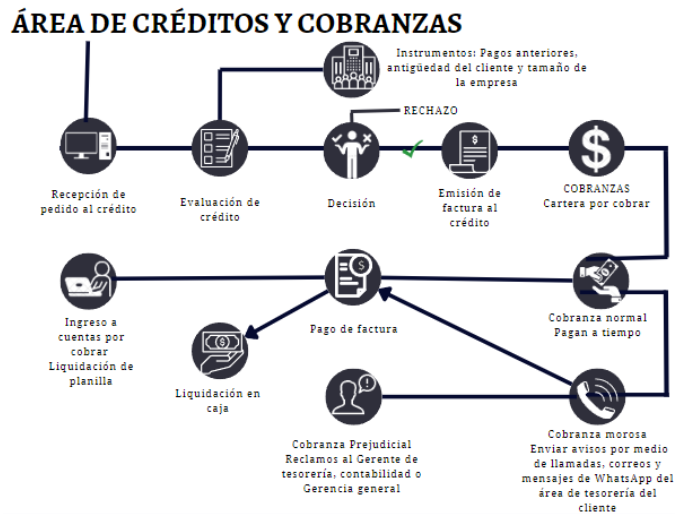 ÁREA DE CRÉDITOS Y COBRANZAS
Instrumentos: Pagos anteriores,
antigüedad del cliente y tamaño de
la empresa
RECHAZO
Recepción de
pedido al crédito
Evaluación de
crédito
Decisión
Emisión de
factura al
crédito
COBRANZAS
Cartera por cobrar
Ingreso a
cuentas por
cobrar
Liquidación de
planilla
Liquidación en
caja
Pago de factura
Cobranza normal
Pagan a tiempo
Cobranza Prejudicial
Reclamos al Gerente de
tesorería, contabilidad o
Gerencia general
Cobranza morosa
Enviar avisos por medio
de llamadas, correos y
mensajes de WhatsApp del
área de tesorería del
cliente